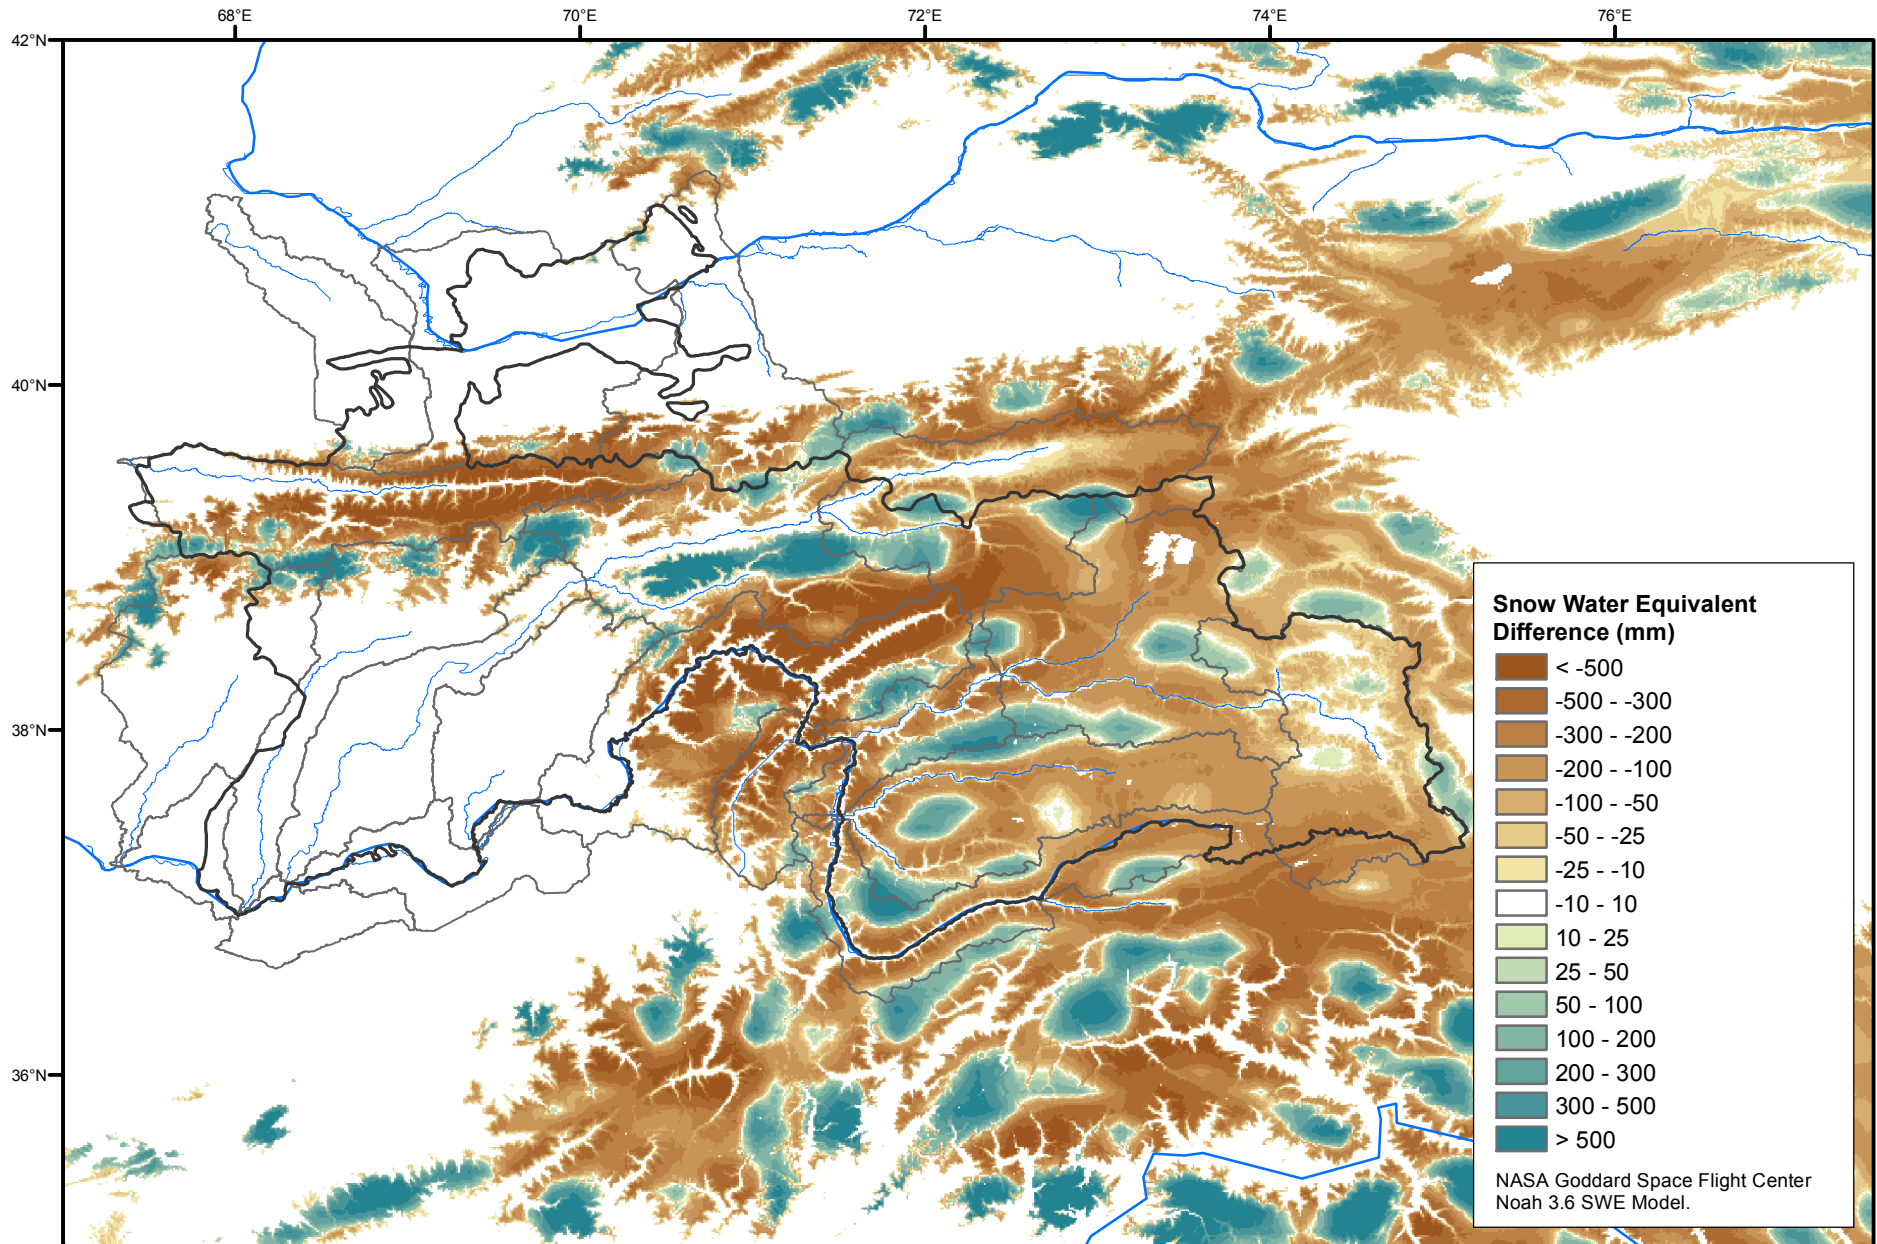 68°E 70°E 72°E 74°E 76°E
42°N
40°N
38°N
36°N
Snow Water Equivalent
Difference (mm)
< -500
-500 - -300
-300 - -200
-200 - -100
-100 - -50
-50 - -25
-25 - -10
-10 - 10
10 - 25
25 - 50
50 - 100
100 - 200
200 - 300
300 - 500
> 500
NASA Goddard Space Flight Center
Noah 3.6 SWE Model.